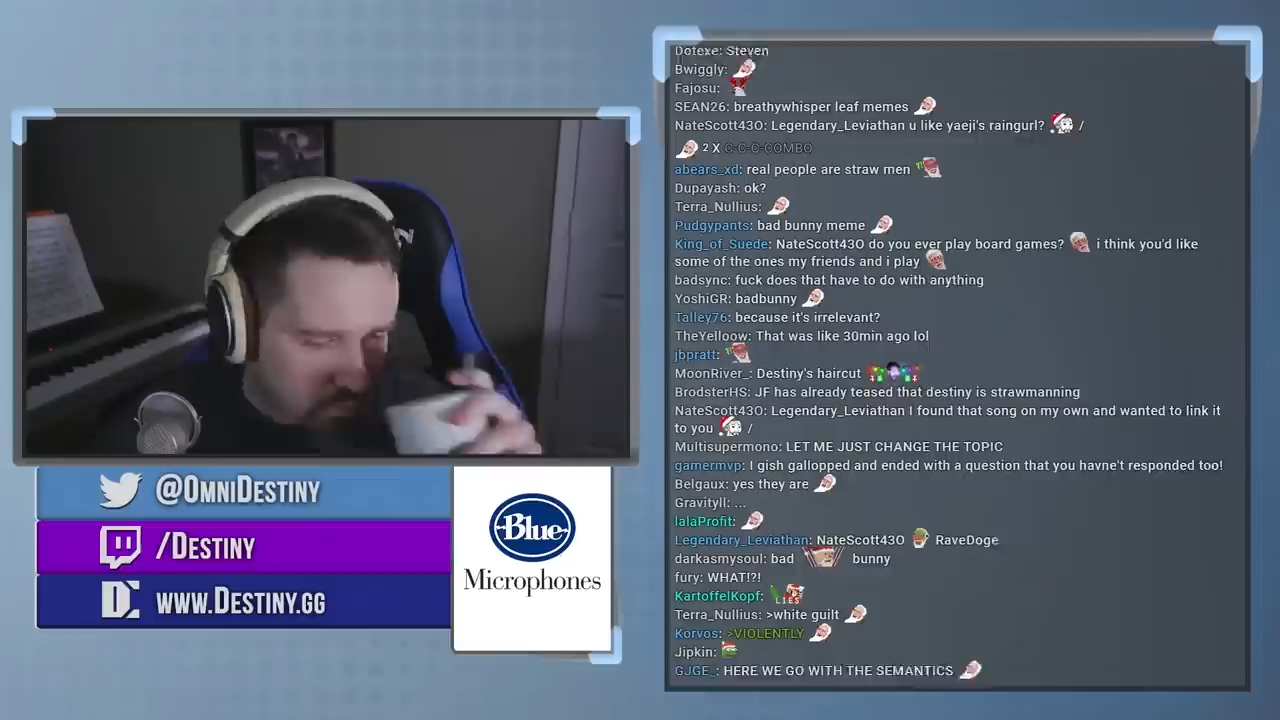 Dofexe: Steven
Bwiggly:
Fajosu:
SEAN26: breathywhisper leaf memes
NateScott43O: Legendary_Leviathan u like yaeji's raingurl? /
2 X C-C-C-COMBO
abears_xd: real people are straw men
Dupayash: ok?
Terra_Nullius:
Pudgypants: bad bunny meme
King_of_Suede: NateScott43O do you ever play board games? i think you'd like
some of the ones my friends and i play
badsync: fuck does that have to do with anything
YoshiGR: badbunny
Talley76: because it's irrelevant?
TheYelloow: That was like 30min ago lol
jbpratt:
MoonRiver_: Destiny's haircut
BrodsterHS: JF has already teased that destiny is strawmanning
NateScott43O: Legendary_Leviathan I found that song on my own and wanted to link it
to you /
Multisupermono: LET ME JUST CHANGE THE TOPIC
gamermvp: I gish gallopped and ended with a question that you havne't responded too!
Belgaux: yes they are
Gravityll: ...
lalaProfit:
Legendary_Leviathan: NateScott43O RaveDoge
darkasmysoul: bad bunny
fury: WHAT!?!
KartoffelKopf: LIES
Terra_Nullius: >white guilt
Korvos: >VIOLENTLY
Jipkin:
GJGE_: HERE WE GO WITH THE SEMANTICS
@OmniDestiny
/Destiny
www.Destiny.gg
Blue
Microphones